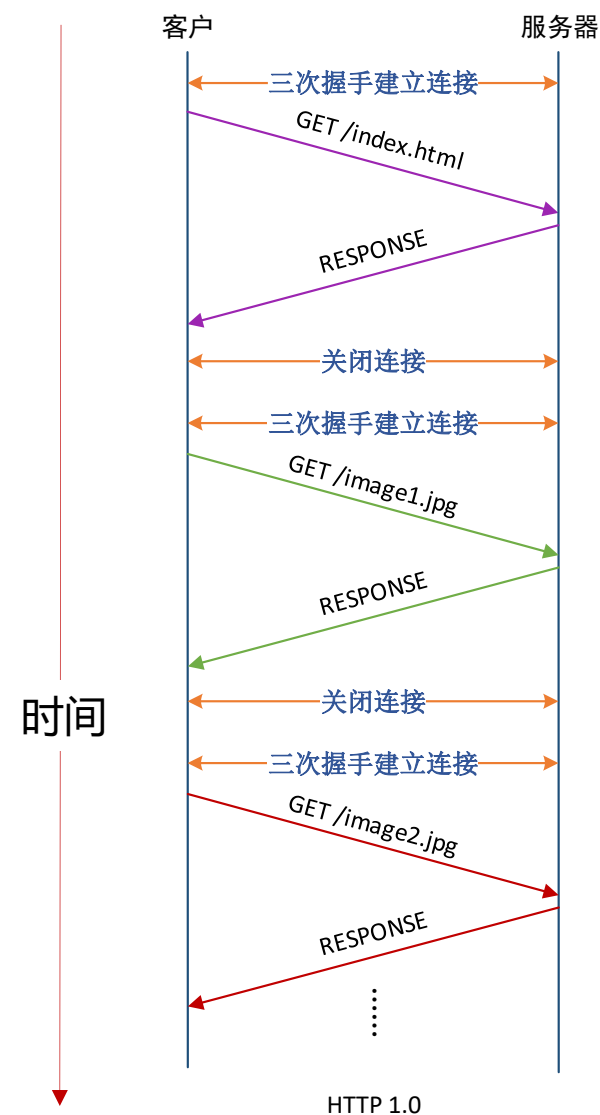 客户
服务器
三次握手建立连接
GET /index.html
RESPONSE
关闭连接
三次握手建立连接
GET /image1.jpg
RESPONSE
时间
关闭连接
三次握手建立连接
GET /image2.jpg
RESPONSE
......
HTTP 1.0